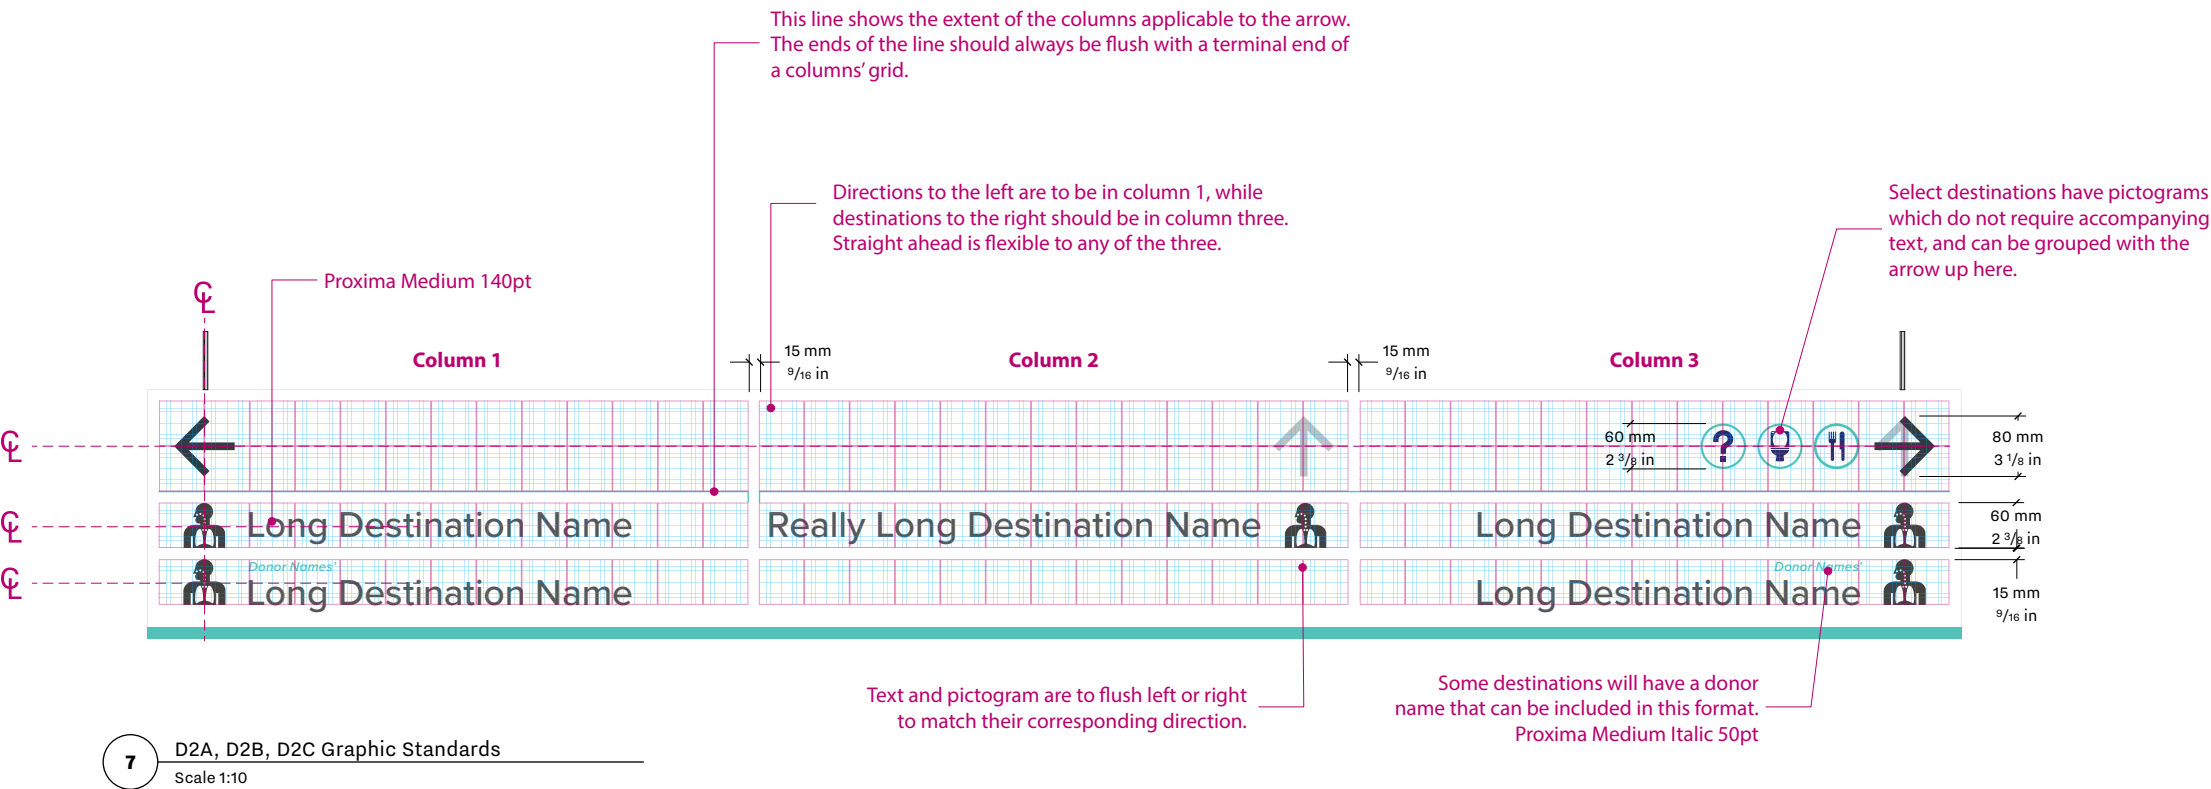 This line shows the extent of the columns applicable to the arrow.
The ends of the line should always be flush with a terminal end of
a columns' grid.
Directions to the left are to be in column 1, while
destinations to the right should be in column three.
Straight ahead is flexible to any of the three.
Select destinations have pictograms
which do not require accompanying
text, and can be grouped with the
arrow up here.
Proxima Medium 140pt
Column 1
15 mm
9/16 in
Column 2
15 mm
9/16 in
Column 3
60 mm
2 3/8 in
?
80 mm
3 1/8 in
Long Destination Name
Really Long Destination Name
Long Destination Name
60 mm
2 3/8 in
Donor Names'
Long Destination Name
Donor Names'
Long Destination Name
15 mm
9/16 in
Text and pictogram are to flush left or right
to match their corresponding direction.
Some destinations will have a donor
name that can be included in this format.
Proxima Medium Italic 50pt
7
D2A, D2B, D2C Graphic Standards
Scale 1:10